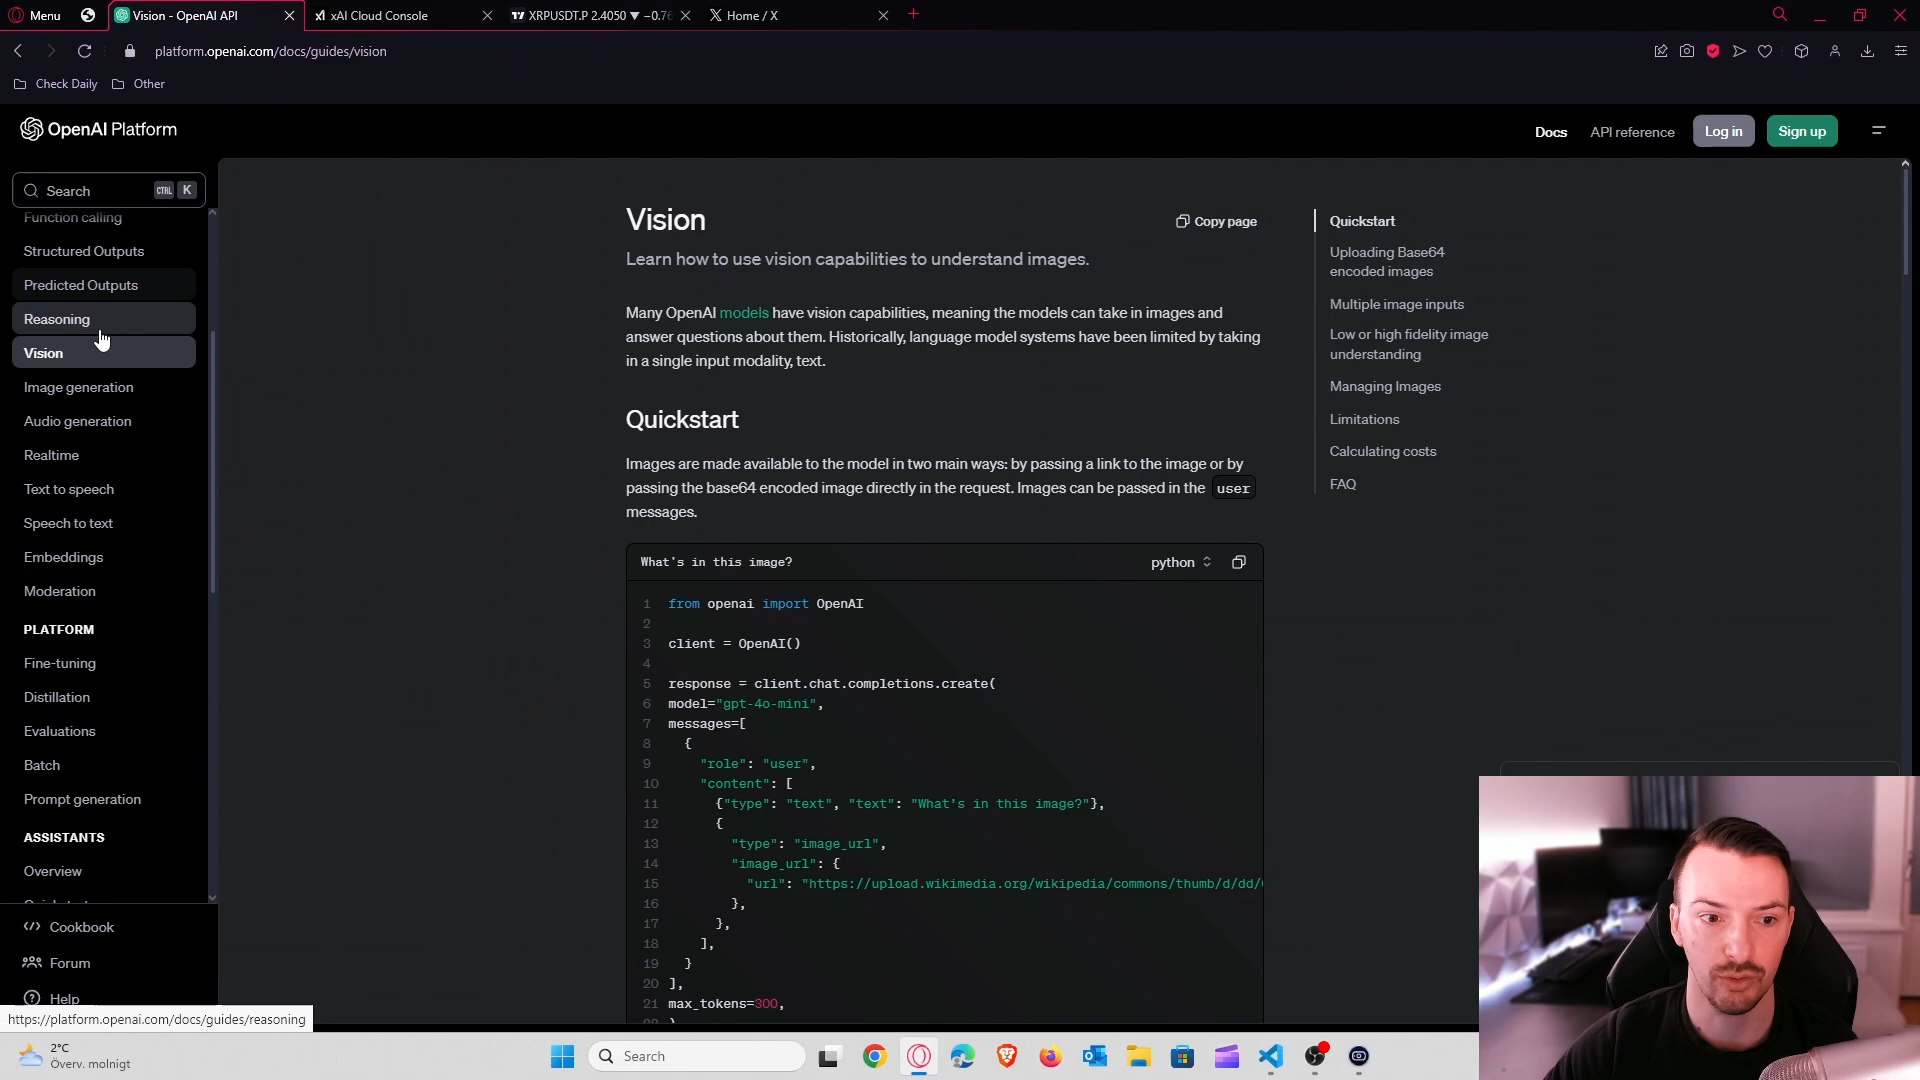 Menu
Vision - OpenAI API
xAI Cloud Console
XRPUSDT.P 2.4050 ▼ −0.76
Home / X
platform.openai.com/docs/guides/vision
Check Daily
Other
OpenAI Platform
Docs
API reference
Log in
Sign up
Search
CTRL
K
Function calling
Structured Outputs
Predicted Outputs
Reasoning
Vision
Image generation
Audio generation
Realtime
Text to speech
Speech to text
Embeddings
Moderation
PLATFORM
Fine-tuning
Distillation
Evaluations
Batch
Prompt generation
ASSISTANTS
Overview
Cookbook
Forum
Help
https://platform.openai.com/docs/guides/reasoning
Vision
Copy page
Learn how to use vision capabilities to understand images.
Many OpenAI models have vision capabilities, meaning the models can take in images and
answer questions about them. Historically, language model systems have been limited by taking
in a single input modality, text.
Quickstart
Images are made available to the model in two main ways: by passing a link to the image or by
passing the base64 encoded image directly in the request. Images can be passed in the user
messages.
What's in this image?
python
1 from openai import OpenAI
2
3 client = OpenAI()
4
5 response = client.chat.completions.create(
6 model="gpt-4o-mini",
7 messages=[
8 {
9 "role": "user",
10 "content": [
11 {"type": "text", "text": "What's in this image?"},
12 {
13 "type": "image_url",
14 "image_url": {
15 "url": "https://upload.wikimedia.org/wikipedia/commons/thumb/d/dd/
16 },
17 },
18 ],
19 }
20 ],
21 max_tokens=300,
Quickstart
Uploading Base64
encoded images
Multiple image inputs
Low or high fidelity image
understanding
Managing Images
Limitations
Calculating costs
FAQ
2°C
Överv. molnigt
Search